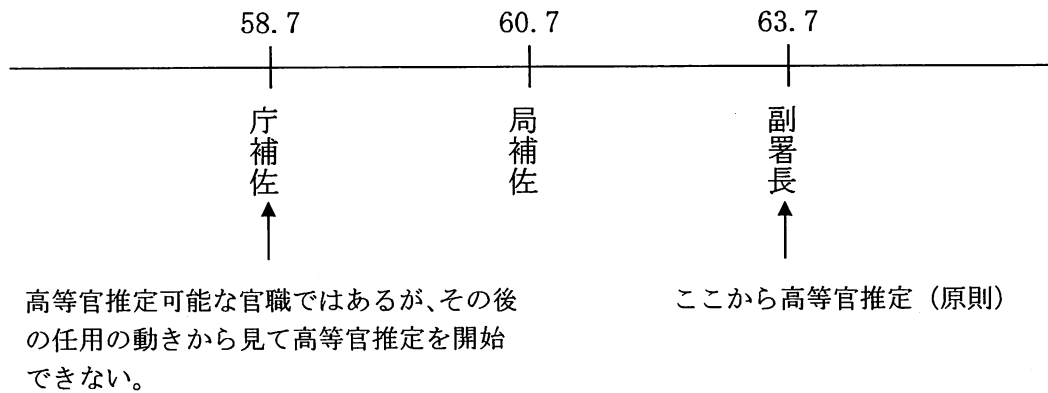 58.7
60.7
63.7
庁補佐
局補佐
副署長
高等官推定可能な官職ではあるが、その後
の任用の動きから見て高等官推定を開始
できない。
ここから高等官推定（原則）